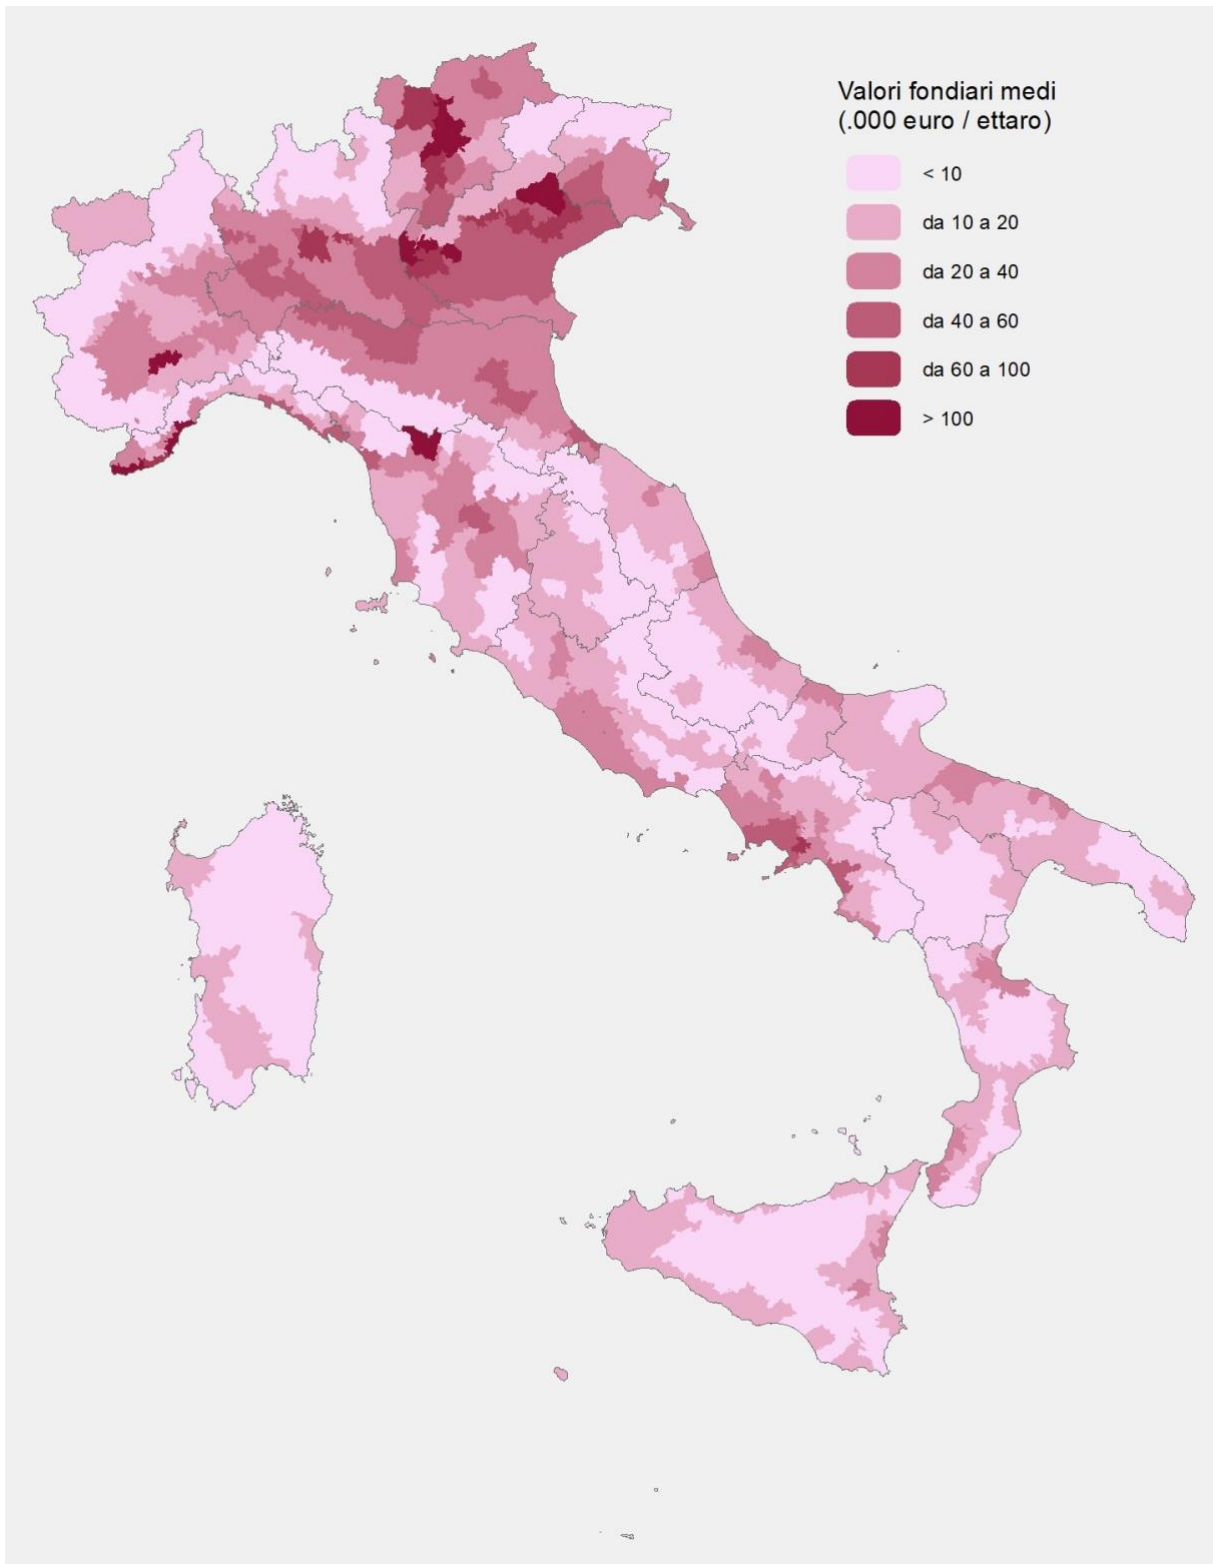 Valori fondiari medi
(.000 euro / ettaro)
< 10
da 10 a 20
da 20 a 40
da 40 a 60
da 60 a 100
> 100